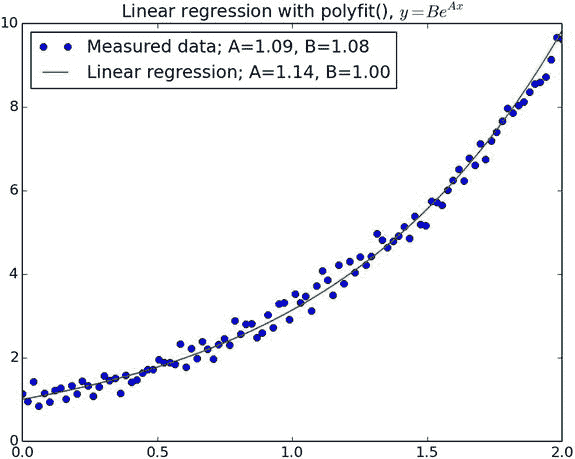 Linear regression with polyfit(), y = Be^{Ax}
Measured data; A=1.09, B=1.08
Linear regression; A=1.14, B=1.00
10
8
6
4
2
0
0.0 0.5 1.0 1.5 2.0